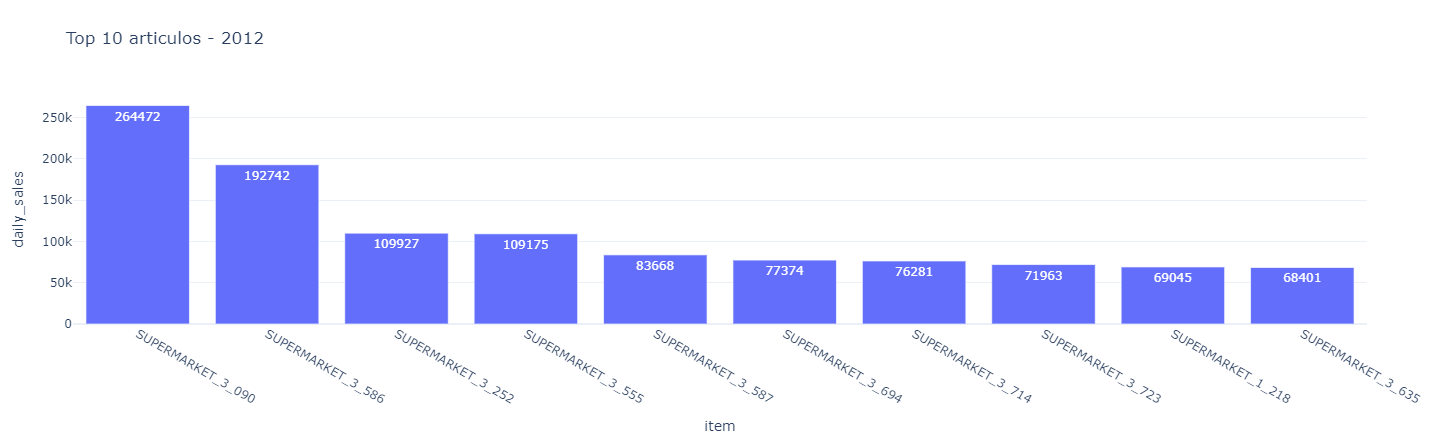 Top 10 articulos - 2012
daily_sales
250k
200k
150k
100k
50k
0
264472
192742
109927
109175
83668
77374
76281
71963
69045
68401
SUPERMARKET_3_090
SUPERMARKET_3_586
SUPERMARKET_3_252
SUPERMARKET_3_555
SUPERMARKET_3_587
SUPERMARKET_3_694
SUPERMARKET_3_714
SUPERMARKET_3_723
SUPERMARKET_1_218
SUPERMARKET_3_635
item